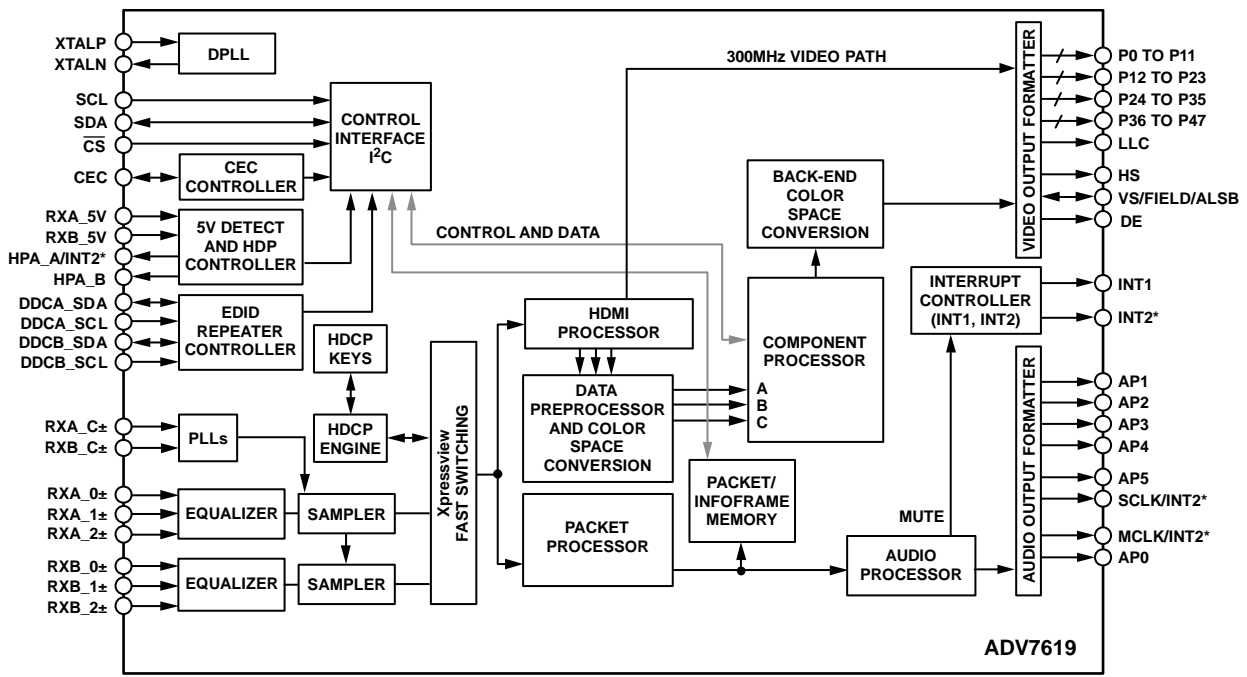 XTALP
XTALN
DPLL
SCL
SDA
CS
CEC
CONTROL
INTERFACE
I²C
CEC
CONTROLLER
RXA_5V
RXB_5V
HPA_A/INT2*
HPA_B
5V DETECT
AND HDP
CONTROLLER
DDCA_SDA
DDCA_SCL
DDCB_SDA
DDCB_SCL
EDID
REPEATER
CONTROLLER
HDCP
KEYS
HDCP
ENGINE
RXA_C±
RXB_C±
PLLs
RXA_0±
RXA_1±
RXA_2±
EQUALIZER
SAMPLER
RXB_0±
RXB_1±
RXB_2±
EQUALIZER
SAMPLER
Xpressview
FAST SWITCHING
300MHz VIDEO PATH
CONTROL AND DATA
HDMI
PROCESSOR
DATA
PREPROCESSOR
AND COLOR
SPACE
CONVERSION
PACKET
PROCESSOR
A
B
C
COMPONENT
PROCESSOR
BACK-END
COLOR
SPACE
CONVERSION
PACKET/
INFOFRAME
MEMORY
MUTE
AUDIO
PROCESSOR
INTERRUPT
CONTROLLER
(INT1, INT2)
VIDEO OUTPUT FORMATTER
P0 TO P11
P12 TO P23
P24 TO P35
P36 TO P47
LLC
HS
VS/FIELD/ALSB
DE
INT1
INT2*
AUDIO OUTPUT FORMATTER
AP1
AP2
AP3
AP4
AP5
SCLK/INT2*
MCLK/INT2*
AP0
ADV7619